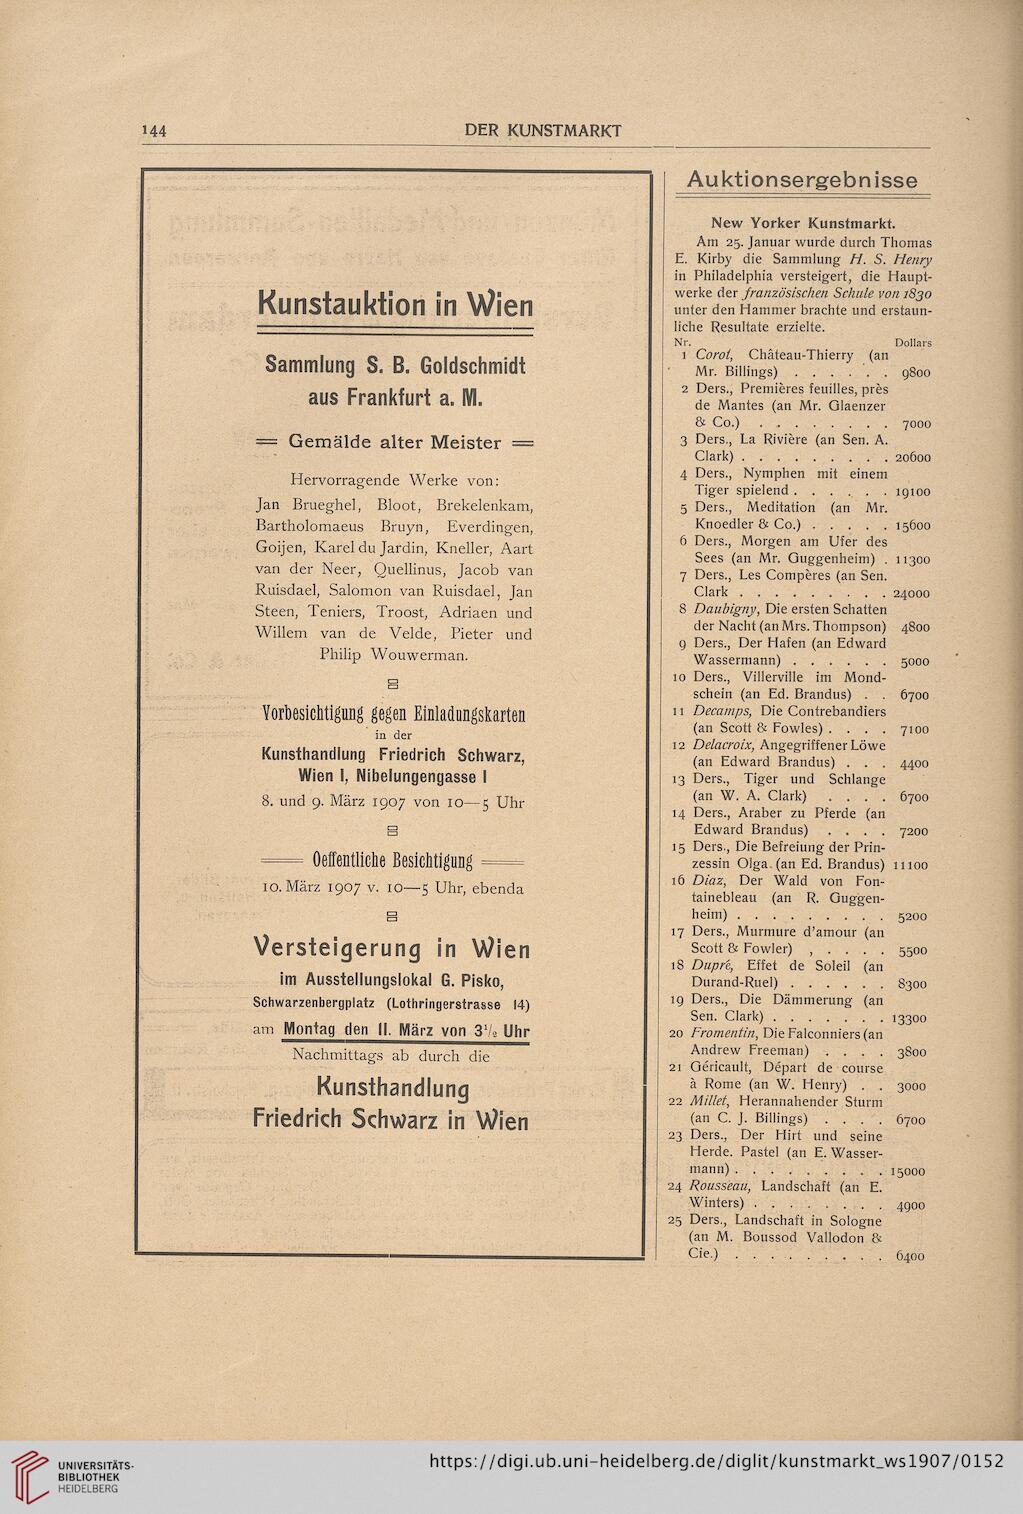 144
DER KUNSTMARKT
Kunstauktion in Wien
Sammlung S. B. Goldschmidt
aus Frankfurt a. M.
Gemälde alter Meister
Hervorragende Werke von:
Jan Brueghel, Bloot, Brekelenkam,
Bartholomaeus Bruyn, Everdingen,
Goijen, Karel du Jardin, Kneller, Aart
van der Neer, Quellinus, Jacob van
Ruisdael, Salomon van Ruisdael, Jan
Steen, Teniers, Troost, Adriaen und
Willem van de Velde, Pieter und
Philip Wouwerman.
Vorbesichtigung gegen Einladungskarten
in der
Kunsthandlung Friedrich Schwarz,
Wien I, Nibelungengasse I
8. und 9. März 1907 von 10—5 Uhr
Oeffentliche Besichtigung
10. März 1907 v. 10—5 Uhr, ebenda
Versteigerung in Wien
im Ausstellungslokal G. Pisko,
Schwarzenbergplatz (Lothringerstrasse 14)
am Montag den 11. März von 3½ Uhr
Nachmittags ab durch die
Kunsthandlung
Friedrich Schwarz in Wien
Auktionsergebnisse
New Yorker Kunstmarkt.
Am 25. Januar wurde durch Thomas
E. Kirby die Sammlung H. S. Henry
in Philadelphia versteigert, die Haupt-
werke der französischen Schule von 1830
unter den Hammer brachte und erstaun-
liche Resultate erzielte.
Nr. Dollars
1 Corot, Château-Thierry (an
Mr. Billings) . . . . . . 9800
2 Ders., Premières feuilles, près
de Mantes (an Mr. Glaenzer
& Co.) . . . . . . . . 7000
3 Ders., La Rivière (an Sen. A.
Clark) . . . . . . . . . 20600
4 Ders., Nymphen mit einem
Tiger spielend . . . . . . 19100
5 Ders., Meditation (an Mr.
Knoedler & Co.) . . . . . 15600
6 Ders., Morgen am Ufer des
Sees (an Mr. Guggenheim) . 11300
7 Ders., Les Compères (an Sen.
Clark . . . . . . . . . 24000
8 Daubigny, Die ersten Schatten
der Nacht (an Mrs. Thompson) 4800
9 Ders., Der Hafen (an Edward
Wassermann) . . . . . . 5000
10 Ders., Villerville im Mond-
schein (an Ed. Brandus) . . 6700
11 Decamps, Die Contrebandiers
(an Scott & Fowles) . . . . 7100
12 Delacroix, Angegriffener Löwe
(an Edward Brandus) . . . 4400
13 Ders., Tiger und Schlange
(an W. A. Clark) . . . . 6700
14 Ders., Araber zu Pferde (an
Edward Brandus) . . . . 7200
15 Ders., Die Befreiung der Prin-
zessin Olga. (an Ed. Brandus) 11100
16 Diaz, Der Wald von Fon-
tainebleau (an R. Guggen-
heim) . . . . . . . . . 5200
17 Ders., Murmure d'amour (an
Scott & Fowler) , . . . . 5500
18 Dupré, Effet de Soleil (an
Durand-Ruel) . . . . . . 8300
19 Ders., Die Dämmerung (an
Sen. Clark) . . . . . . . 13300
20 Fromentin, Die Falconniers (an
Andrew Freeman) . . . . 3800
21 Géricault, Départ de course
à Rome (an W. Henry) . . 3000
22 Millet, Herannahender Sturm
(an C. J. Billings) . . . . 6700
23 Ders., Der Hirt und seine
Herde. Pastel (an E. Wasser-
mann) . . . . . . . . . 15000
24 Rousseau, Landschaft (an E.
Winters) . . . . . . . . 4900
25 Ders., Landschaft in Sologne
(an M. Boussod Vallodon &
Cie.) . . . . . . . . . 6400
UNIVERSITÄTS-
BIBLIOTHEK
HEIDELBERG
https://digi.ub.uni-heidelberg.de/diglit/kunstmarkt_ws1907/0152